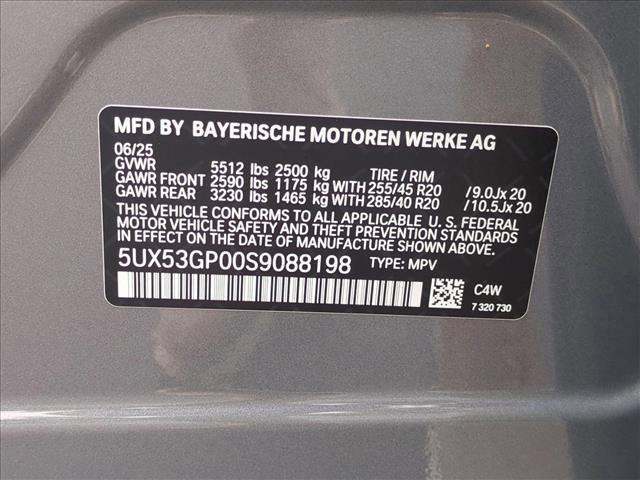 MFD BY BAYERISCHE MOTOREN WERKE AG
06/25
GVWR 5512 lbs 2500 kg TIRE / RIM
GAWR FRONT 2590 lbs 1175 kg WITH 255/45 R20 /9.0Jx 20
GAWR REAR 3230 lbs 1465 kg WITH 285/40 R20 /10.5Jx 20
THIS VEHICLE CONFORMS TO ALL APPLICABLE U.S. FEDERAL
MOTOR VEHICLE SAFETY AND THEFT PREVENTION STANDARDS
IN EFFECT ON THE DATE OF MANUFACTURE SHOWN ABOVE.
5UX53GP00S9088198 TYPE: MPV
C4W
7 320 730